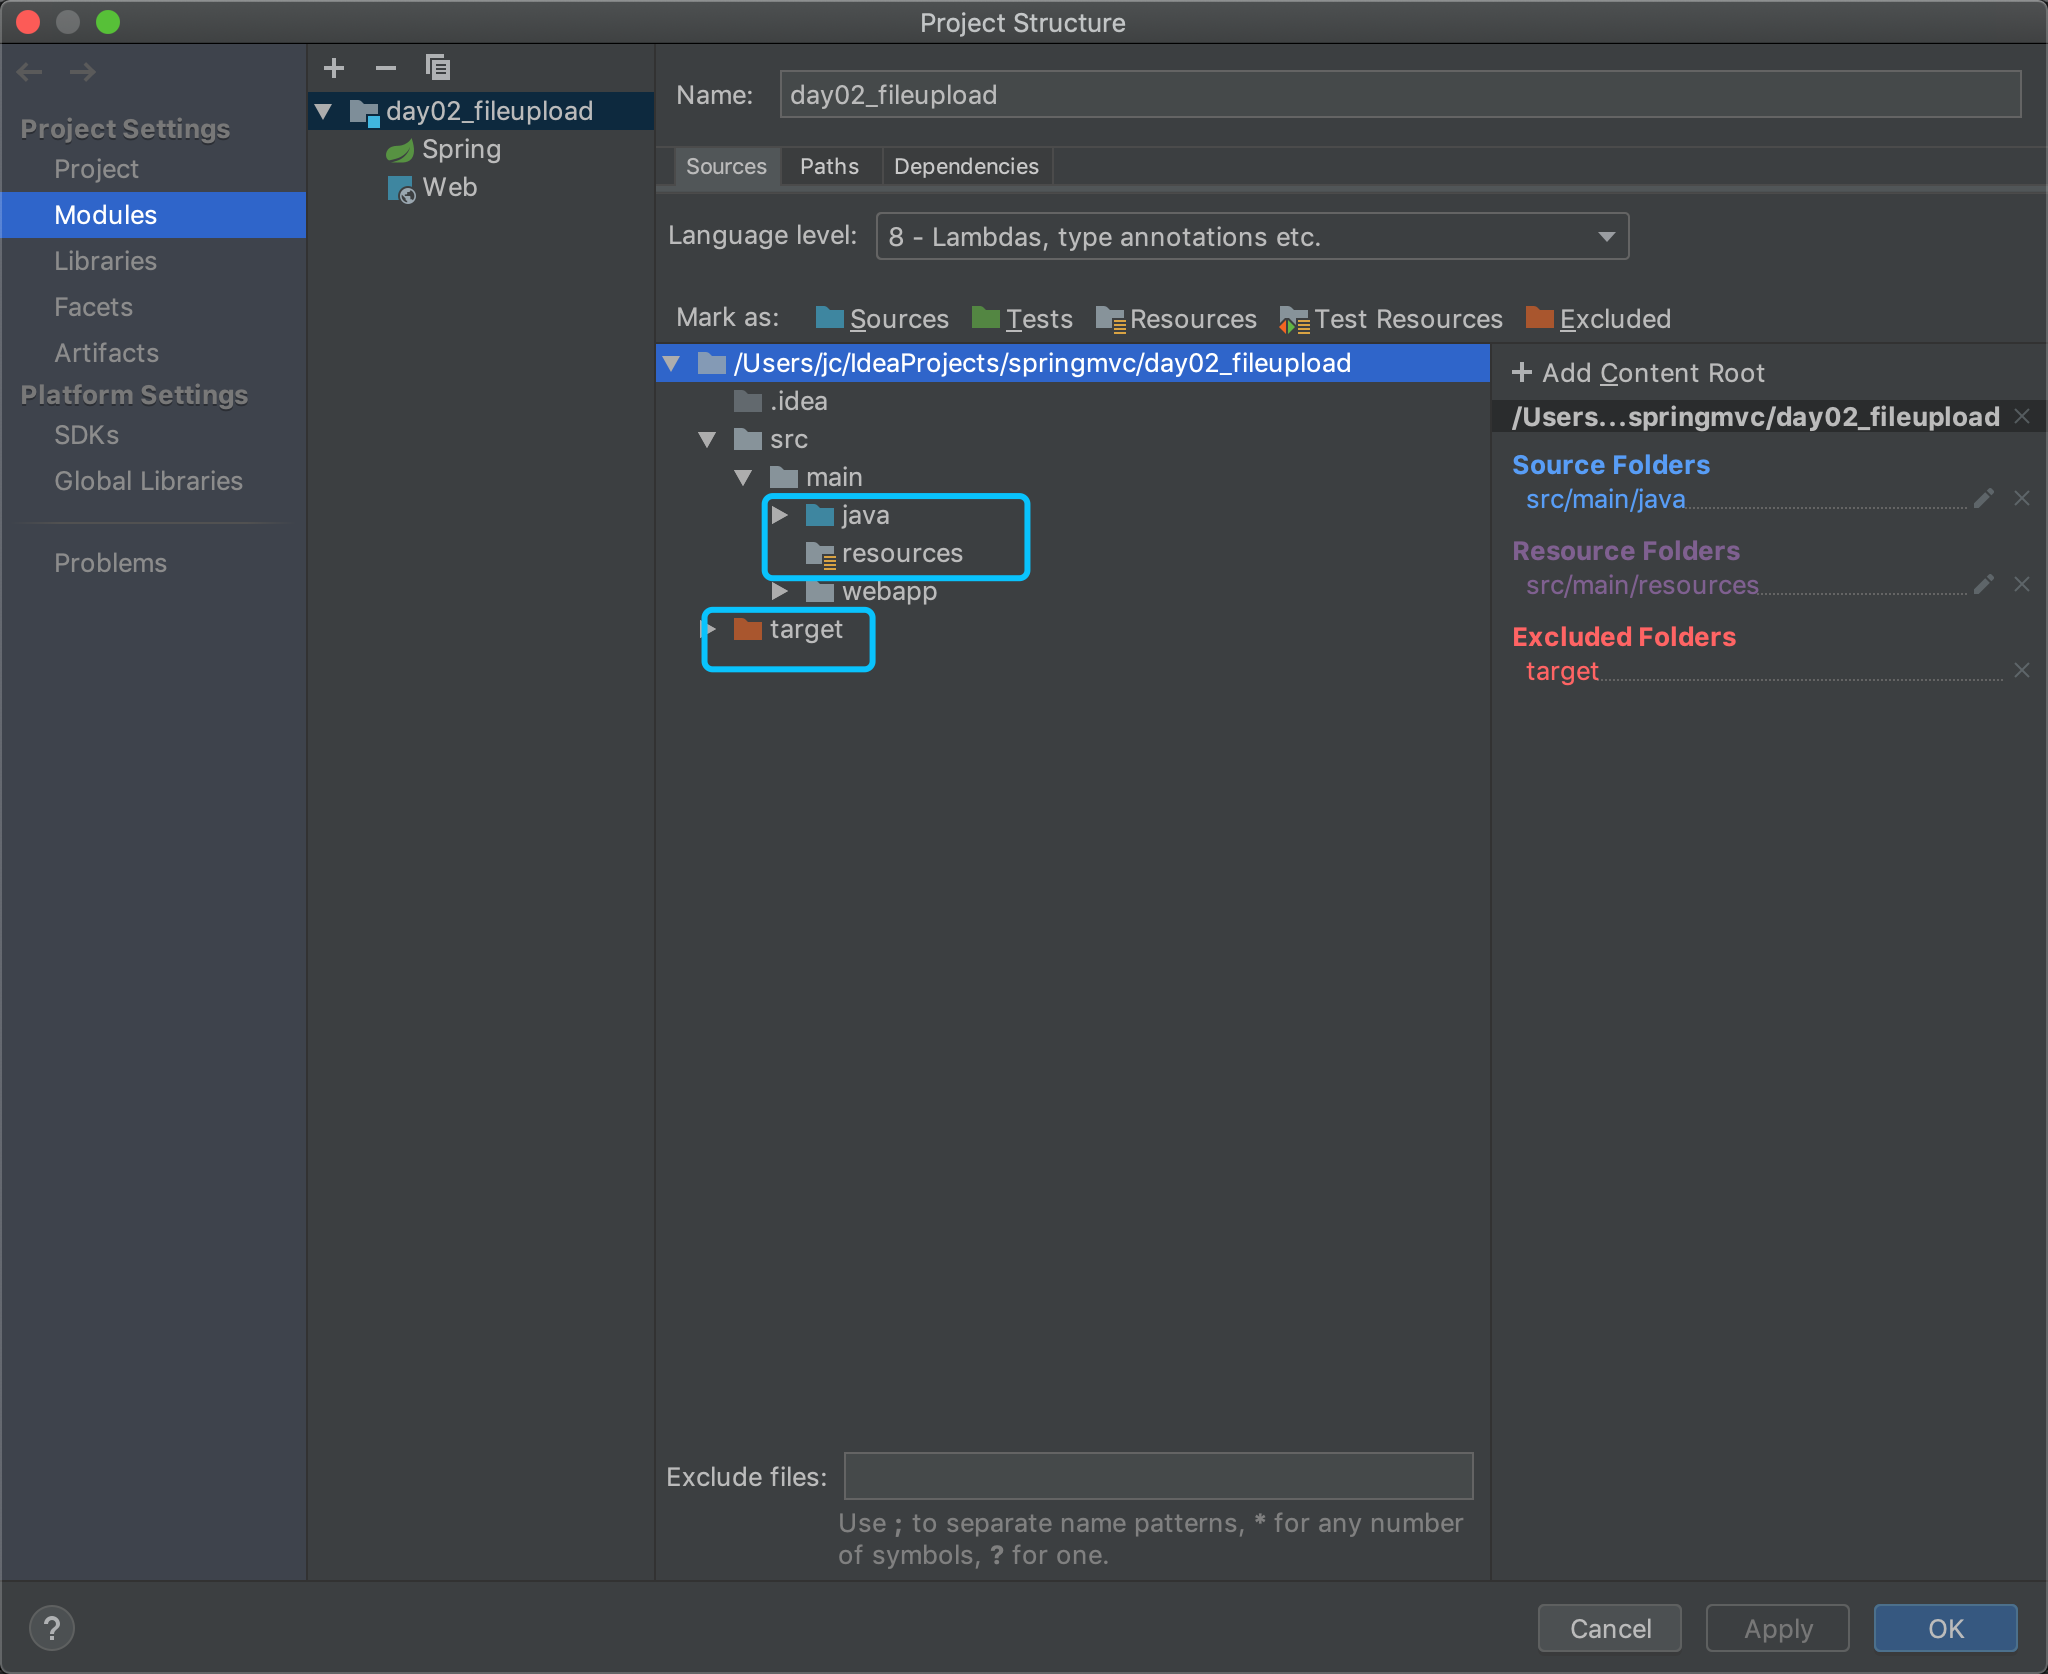 Project Structure
Project Settings
Project
Modules
Libraries
Facets
Artifacts
Platform Settings
SDKs
Global Libraries
Problems
day02_fileupload
Spring
Web
Name: day02_fileupload
Sources Paths Dependencies
Language level: 8 - Lambdas, type annotations etc.
Mark as: Sources Tests Resources Test Resources Excluded
/Users/jc/IdeaProjects/springmvc/day02_fileupload
.idea
src
main
java
resources
webapp
target
+ Add Content Root
/Users...springmvc/day02_fileupload
Source Folders
src/main/java
Resource Folders
src/main/resources
Excluded Folders
target
Exclude files:
Use ; to separate name patterns, * for any number
of symbols, ? for one.
?
Cancel Apply OK